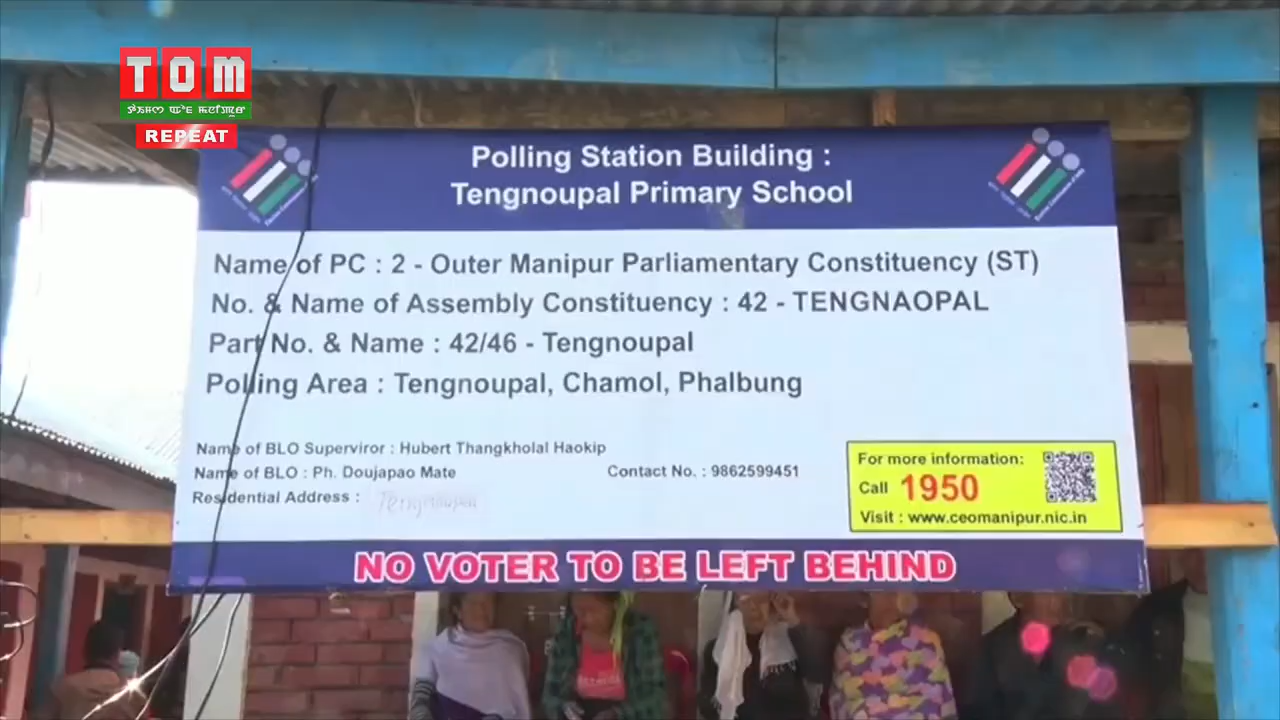 TOM
REPEAT
Polling Station Building :
Tengnoupal Primary School
Name of PC : 2 - Outer Manipur Parliamentary Constituency (ST)
No. & Name of Assembly Constituency : 42 - TENGNAOPAL
Part No. & Name : 42/46 - Tengnoupal
Polling Area : Tengnoupal, Chamol, Phalbung
Name of BLO Superviror : Hubert Thangkholal Haokip
Name of BLO : Ph. Doujapao Mate Contact No. : 9862599451
Residential Address : Tengnoupal
For more information:
Call 1950
Visit : www.ceomanipur.nic.in
NO VOTER TO BE LEFT BEHIND